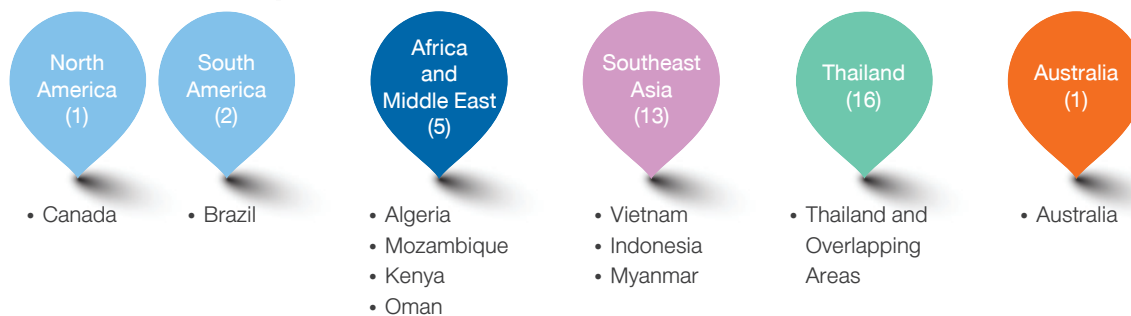 North
America
(1)
South
America
(2)
Africa
and
Middle East
(5)
Southeast
Asia
(13)
Thailand
(16)
Australia
(1)
• Canada
• Brazil
• Algeria
• Mozambique
• Kenya
• Oman
• Vietnam
• Indonesia
• Myanmar
• Thailand and
Overlapping
Areas
• Australia